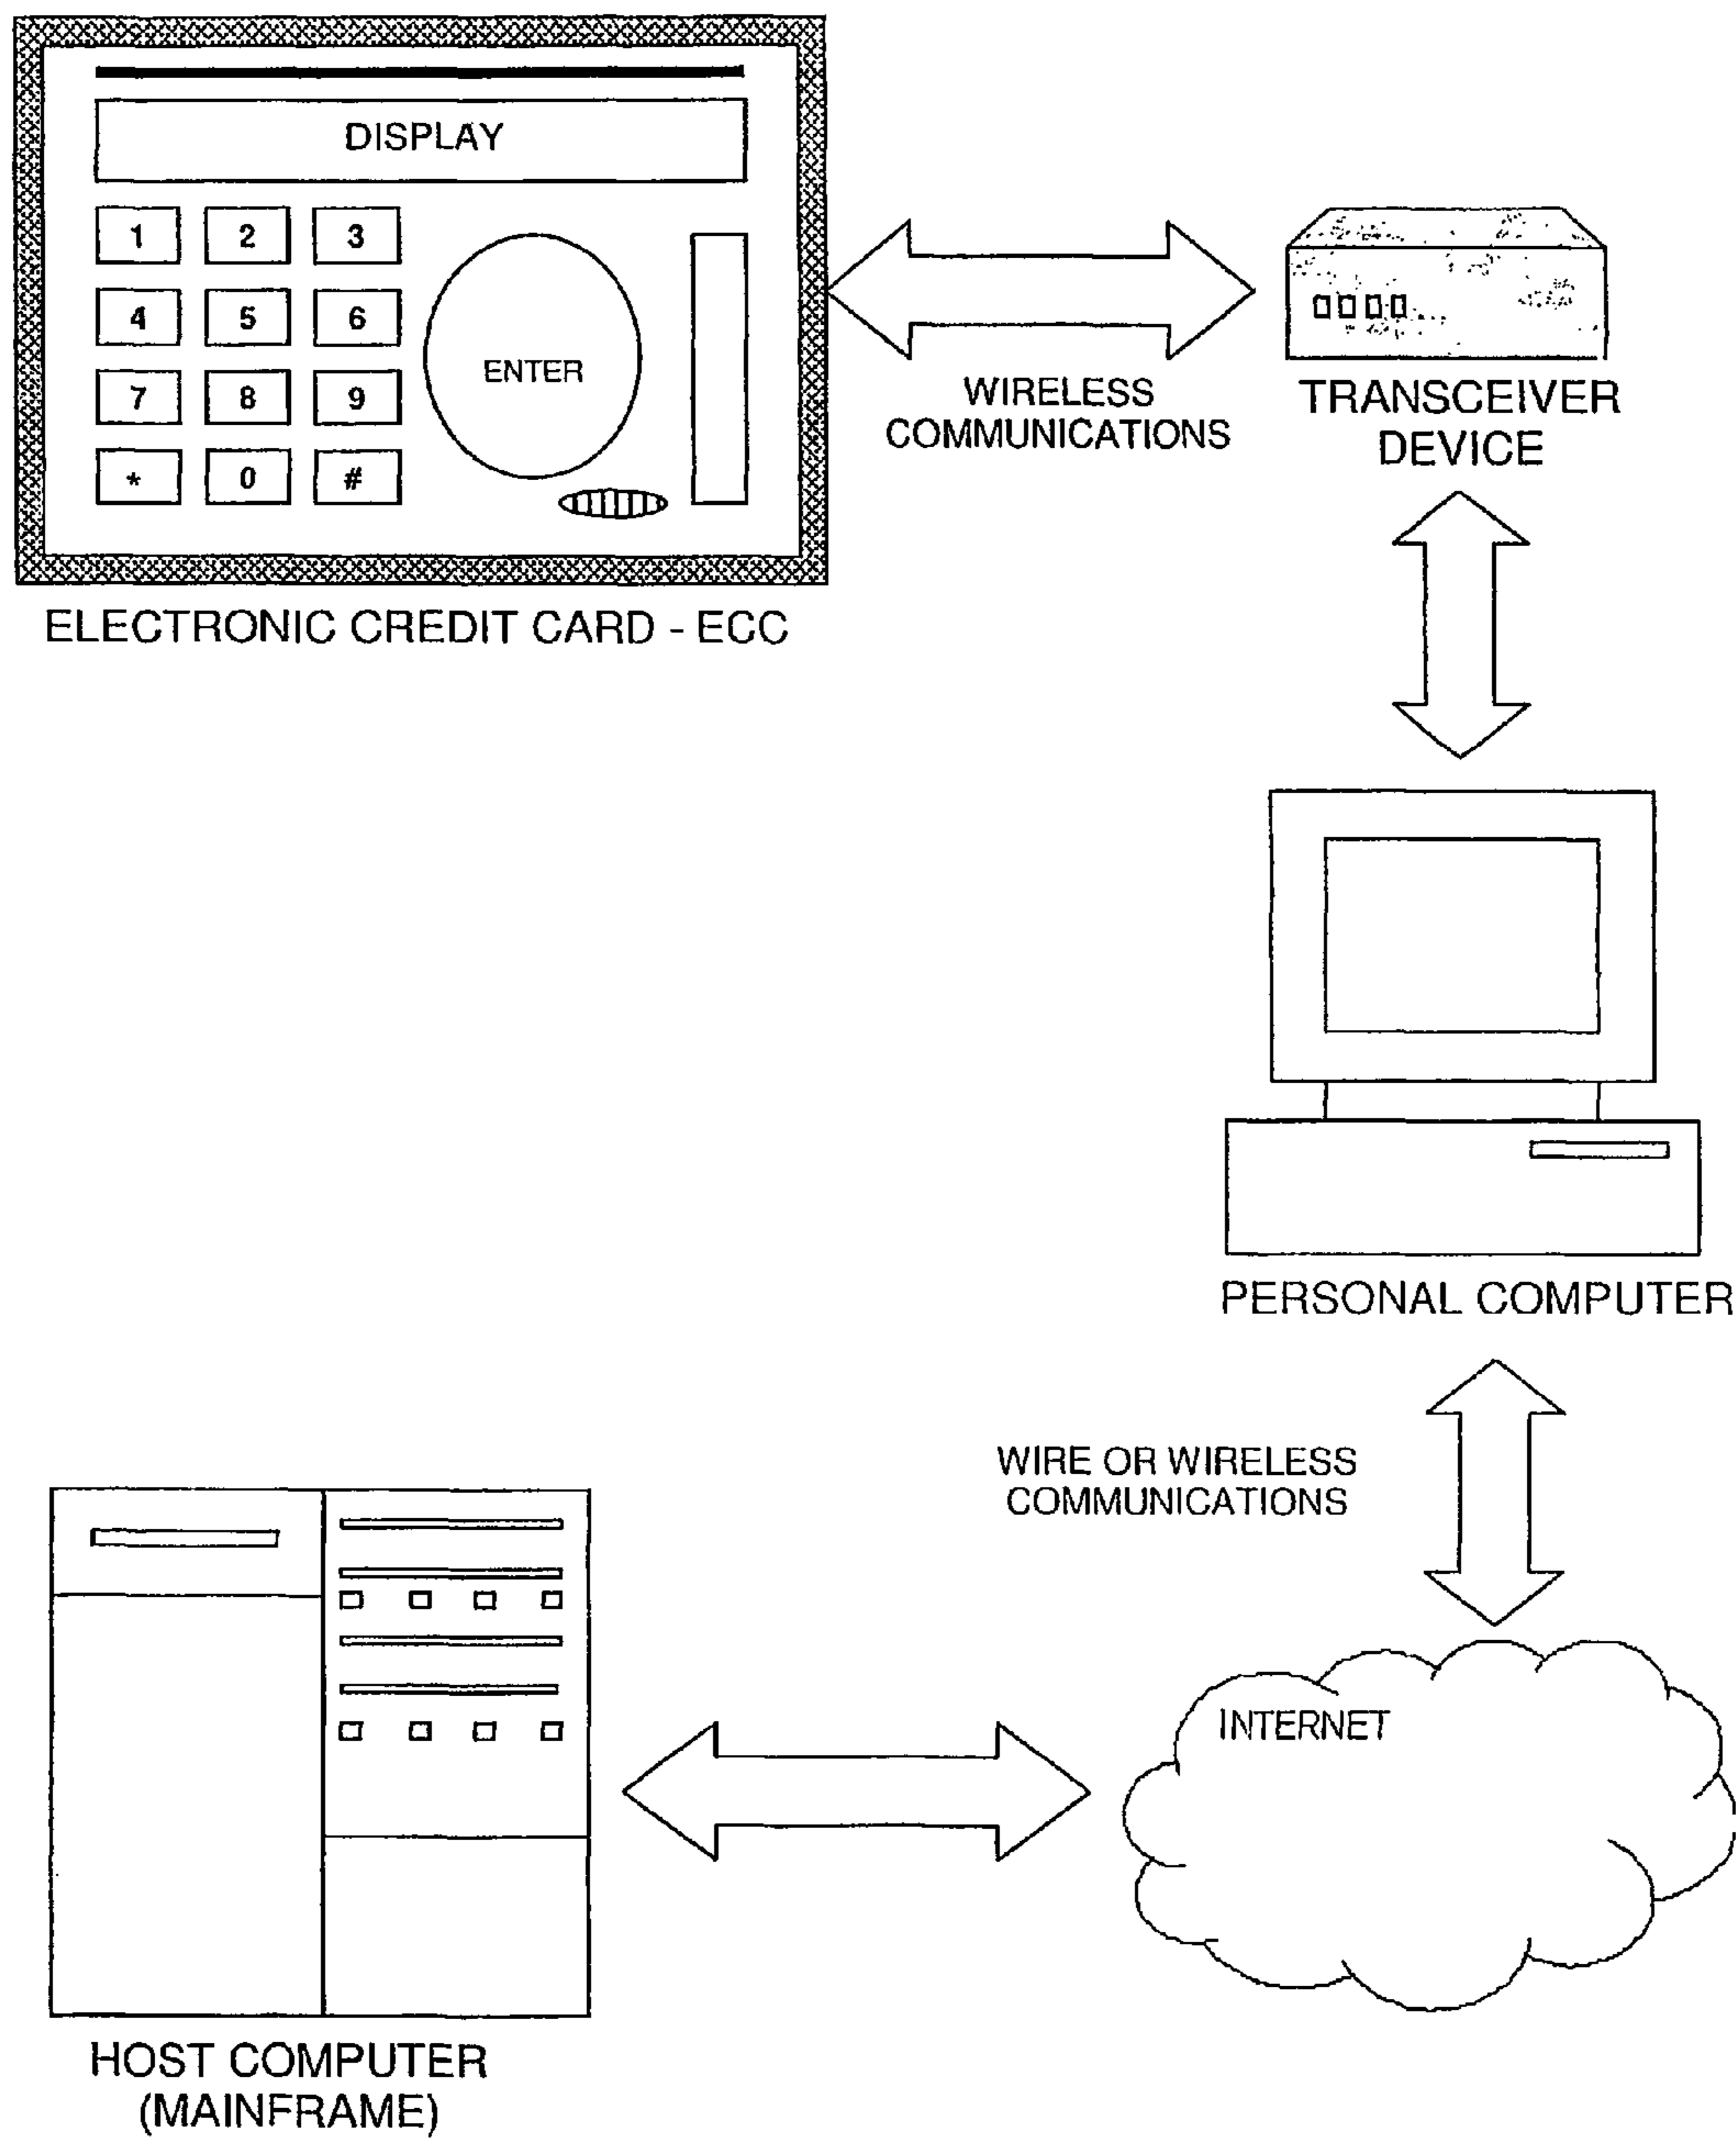 DISPLAY
1 2 3
4 5 6
7 8 9
* 0 #
ENTER
ELECTRONIC CREDIT CARD - ECC
WIRELESS
COMMUNICATIONS
TRANSCEIVER
DEVICE
PERSONAL COMPUTER
WIRE OR WIRELESS
COMMUNICATIONS
INTERNET
HOST COMPUTER
(MAINFRAME)